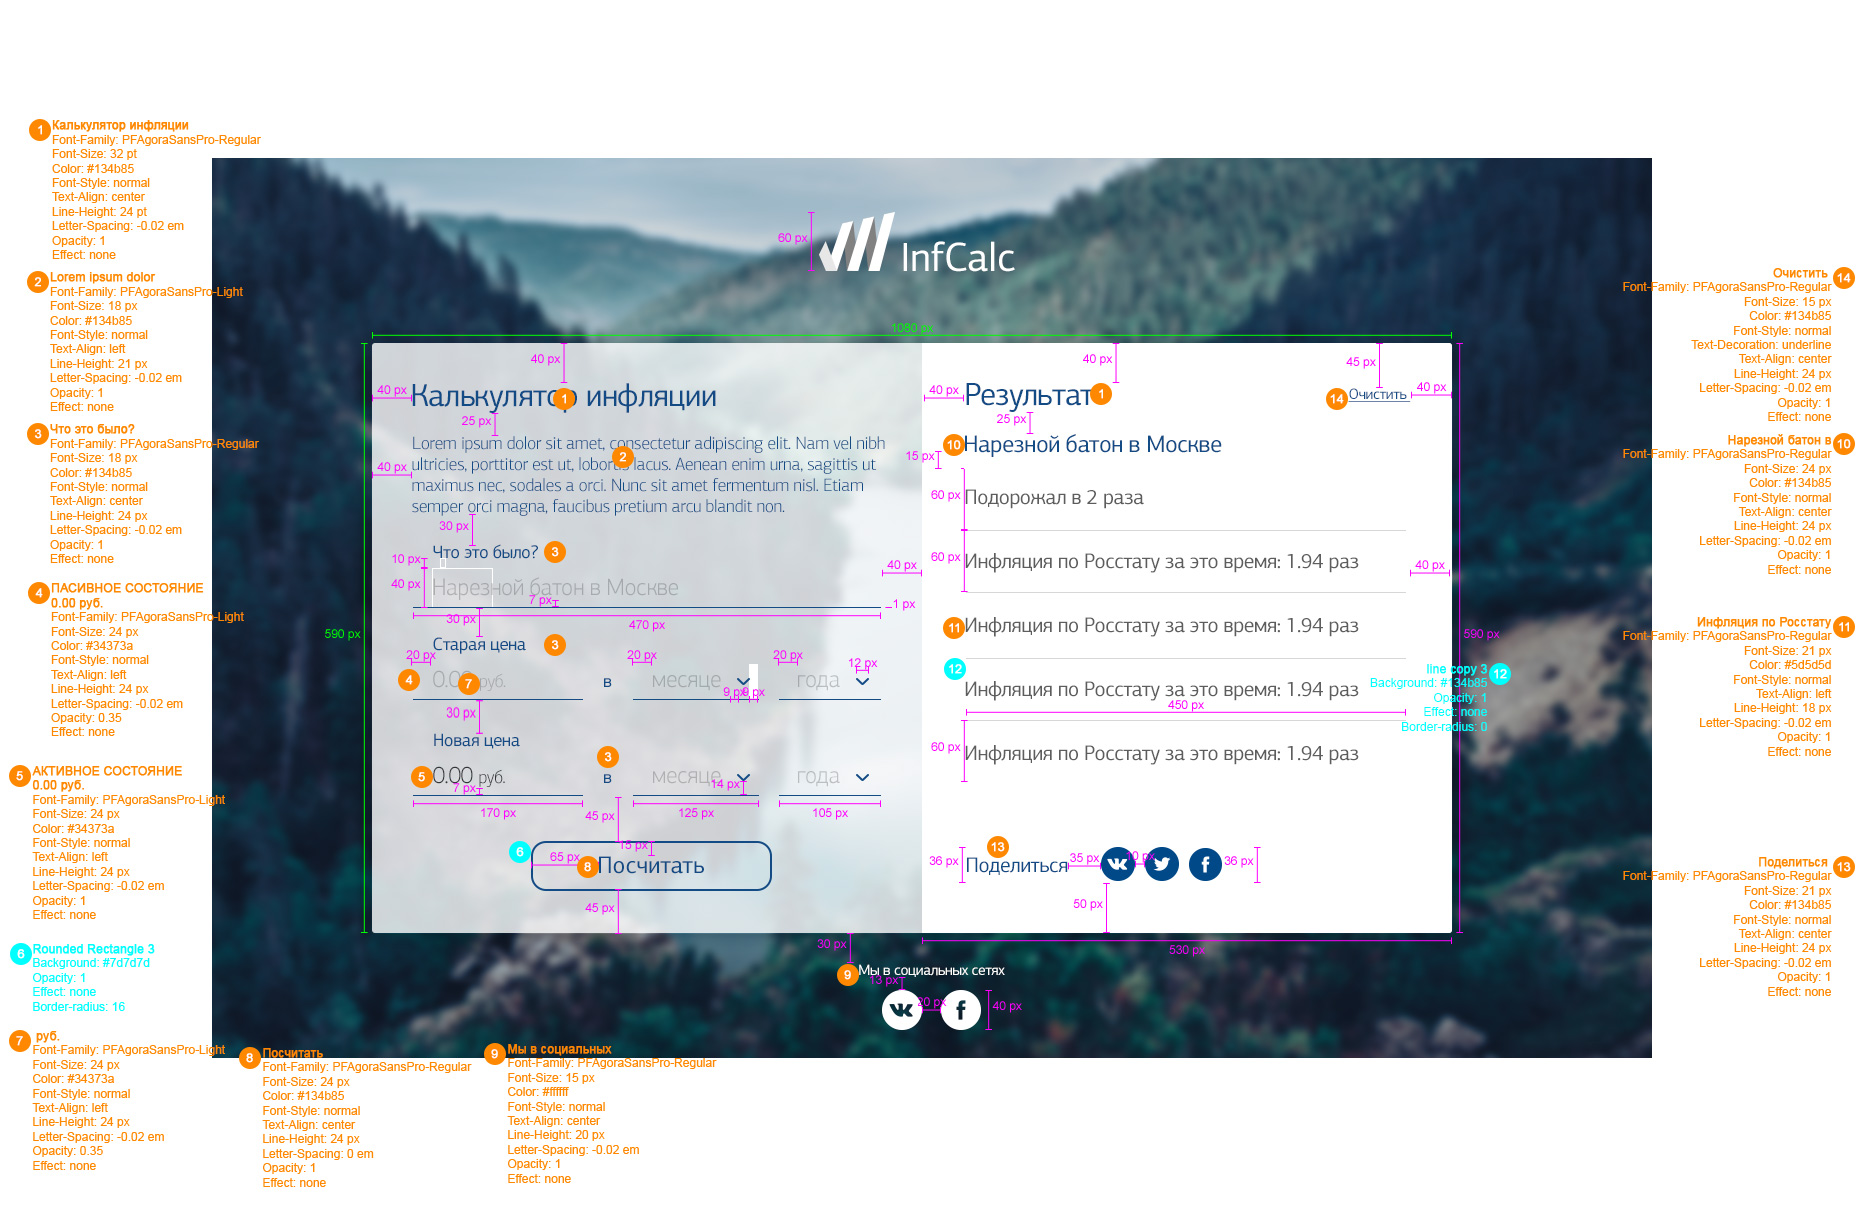 1
Калькулятор инфляции
Font-Family: PFAgoraSansPro-Regular
Font-Size: 32 pt
Color: #134b85
Font-Style: normal
Text-Align: center
Line-Height: 24 pt
Letter-Spacing: -0.02 em
Opacity: 1
Effect: none
2
Lorem ipsum dolor
Font-Family: PFAgoraSansPro-Light
Font-Size: 18 px
Color: #134b85
Font-Style: normal
Text-Align: left
Line-Height: 21 px
Letter-Spacing: -0.02 em
Opacity: 1
Effect: none
3
Что это было?
Font-Family: PFAgoraSansPro-Regular
Font-Size: 18 px
Color: #134b85
Font-Style: normal
Text-Align: center
Line-Height: 24 px
Letter-Spacing: -0.02 em
Opacity: 1
Effect: none
4
ПАСИВНОЕ СОСТОЯНИЕ
0.00 руб.
Font-Family: PFAgoraSansPro-Light
Font-Size: 24 px
Color: #34373a
Font-Style: normal
Text-Align: left
Line-Height: 24 px
Letter-Spacing: -0.02 em
Opacity: 0.35
Effect: none
5
АКТИВНОЕ СОСТОЯНИЕ
0.00 руб.
Font-Family: PFAgoraSansPro-Light
Font-Size: 24 px
Color: #34373a
Font-Style: normal
Text-Align: left
Line-Height: 24 px
Letter-Spacing: -0.02 em
Opacity: 1
Effect: none
6
Rounded Rectangle 3
Background: #7d7d7d
Opacity: 1
Effect: none
Border-radius: 16
7
руб.
Font-Family: PFAgoraSansPro-Light
Font-Size: 24 px
Color: #34373a
Font-Style: normal
Text-Align: left
Line-Height: 24 px
Letter-Spacing: -0.02 em
Opacity: 0.35
Effect: none
8
Посчитать
Font-Family: PFAgoraSansPro-Regular
Font-Size: 24 px
Color: #134b85
Font-Style: normal
Text-Align: center
Line-Height: 24 px
Letter-Spacing: 0 em
Opacity: 1
Effect: none
9
Мы в социальных
Font-Family: PFAgoraSansPro-Regular
Font-Size: 15 px
Color: #ffffff
Font-Style: normal
Text-Align: center
Line-Height: 20 px
Letter-Spacing: -0.02 em
Opacity: 1
Effect: none
60 px
InfCalc
1080 px
590 px
40 px
40 px
Калькулятор инфляции
1
25 px
Lorem ipsum dolor sit amet, consectetur adipiscing elit. Nam vel nibh
ultricies, porttitor est ut, lobortis lacus. Aenean enim urna, sagittis ut
maximus nec, sodales a orci. Nunc sit amet fermentum nisl. Etiam
semper orci magna, faucibus pretium arcu blandit non.
2
40 px
30 px
Что это было?
3
10 px
40 px
40 px
Нарезной батон в Москве
7 px
1 px
30 px
470 px
Старая цена
3
20 px
20 px
20 px
12 px
4
0.00 руб.
7
в
месяце
года
9 px
9 px
30 px
Новая цена
3
5
0.00 руб.
в
месяце
года
7 px
14 px
170 px
45 px
125 px
105 px
6
15 px
65 px
8
Посчитать
45 px
40 px
45 px
40 px
Результат
1
14
Очистить
40 px
25 px
10
Нарезной батон в Москве
15 px
60 px
Подорожал в 2 раза
60 px
Инфляция по Росстату за это время: 1.94 раз
40 px
11
Инфляция по Росстату за это время: 1.94 раз
590 px
12
Инфляция по Росстату за это время: 1.94 раз
450 px
60 px
Инфляция по Росстату за это время: 1.94 раз
13
36 px
Поделиться
35 px
10 px
36 px
50 px
530 px
30 px
9
Мы в социальных сетях
13 px
20 px
40 px
14
Очистить
Font-Family: PFAgoraSansPro-Regular
Font-Size: 15 px
Color: #134b85
Font-Style: normal
Text-Decoration: underline
Text-Align: center
Line-Height: 24 px
Letter-Spacing: -0.02 em
Opacity: 1
Effect: none
10
Нарезной батон в
Font-Family: PFAgoraSansPro-Regular
Font-Size: 24 px
Color: #134b85
Font-Style: normal
Text-Align: center
Line-Height: 24 px
Letter-Spacing: -0.02 em
Opacity: 1
Effect: none
11
Инфляция по Росстату
Font-Family: PFAgoraSansPro-Regular
Font-Size: 21 px
Color: #5d5d5d
Font-Style: normal
Text-Align: left
Line-Height: 18 px
Letter-Spacing: -0.02 em
Opacity: 1
Effect: none
12
line copy 3
Background: #134b85
Opacity: 1
Effect: none
Border-radius: 0
13
Поделиться
Font-Family: PFAgoraSansPro-Regular
Font-Size: 21 px
Color: #134b85
Font-Style: normal
Text-Align: center
Line-Height: 24 px
Letter-Spacing: -0.02 em
Opacity: 1
Effect: none